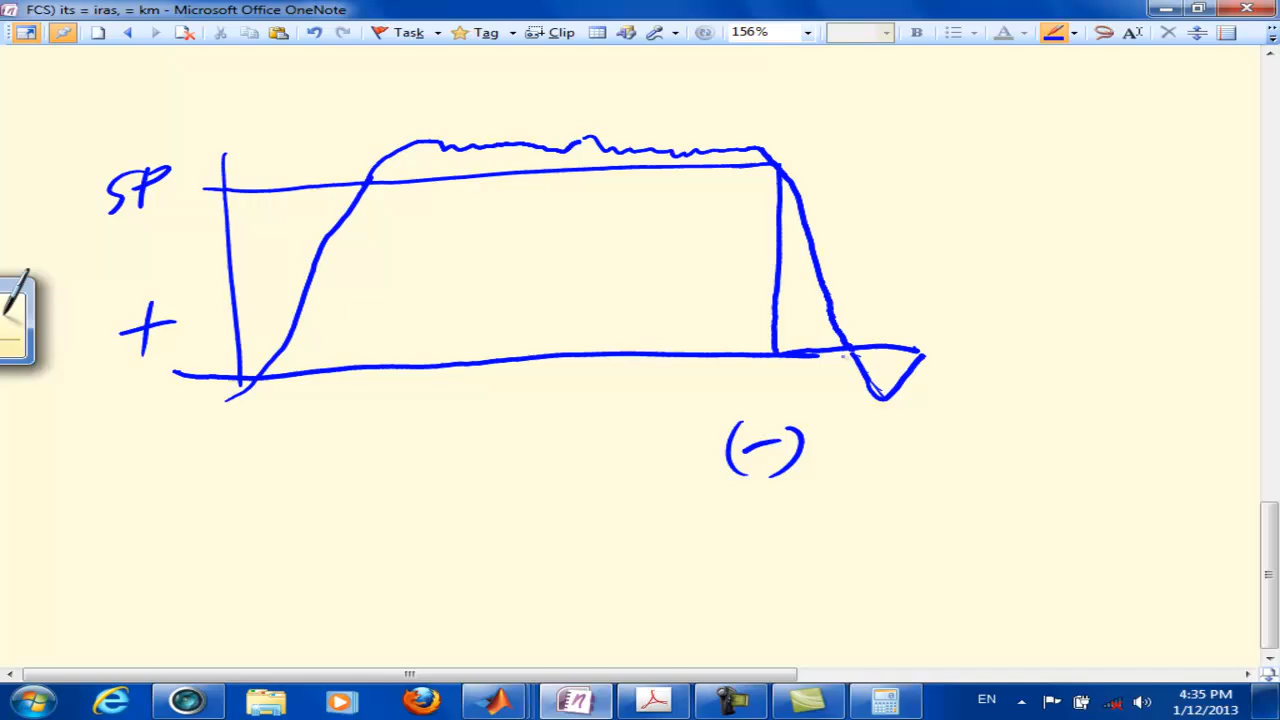 FCS) its = iras, = km - Microsoft Office OneNote
Task Tag Clip 156% B A A
SP
+
(-)
EN 4:35 PM
1/12/2013